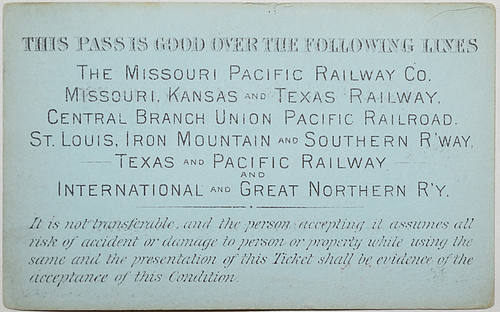 THIS PASS IS GOOD OVER THE FOLLOWING LINES
THE MISSOURI PACIFIC RAILWAY CO.
MISSOURI, KANSAS AND TEXAS RAILWAY,
CENTRAL BRANCH UNION PACIFIC RAILROAD.
ST. LOUIS, IRON MOUNTAIN AND SOUTHERN R'WAY,
TEXAS AND PACIFIC RAILWAY
AND
INTERNATIONAL AND GREAT NORTHERN R'Y.
It is not transferable, and the person accepting it assumes all
risk of accident or damage to person or property while using the
same and the presentation of this Ticket shall be evidence of the
acceptance of this Condition.